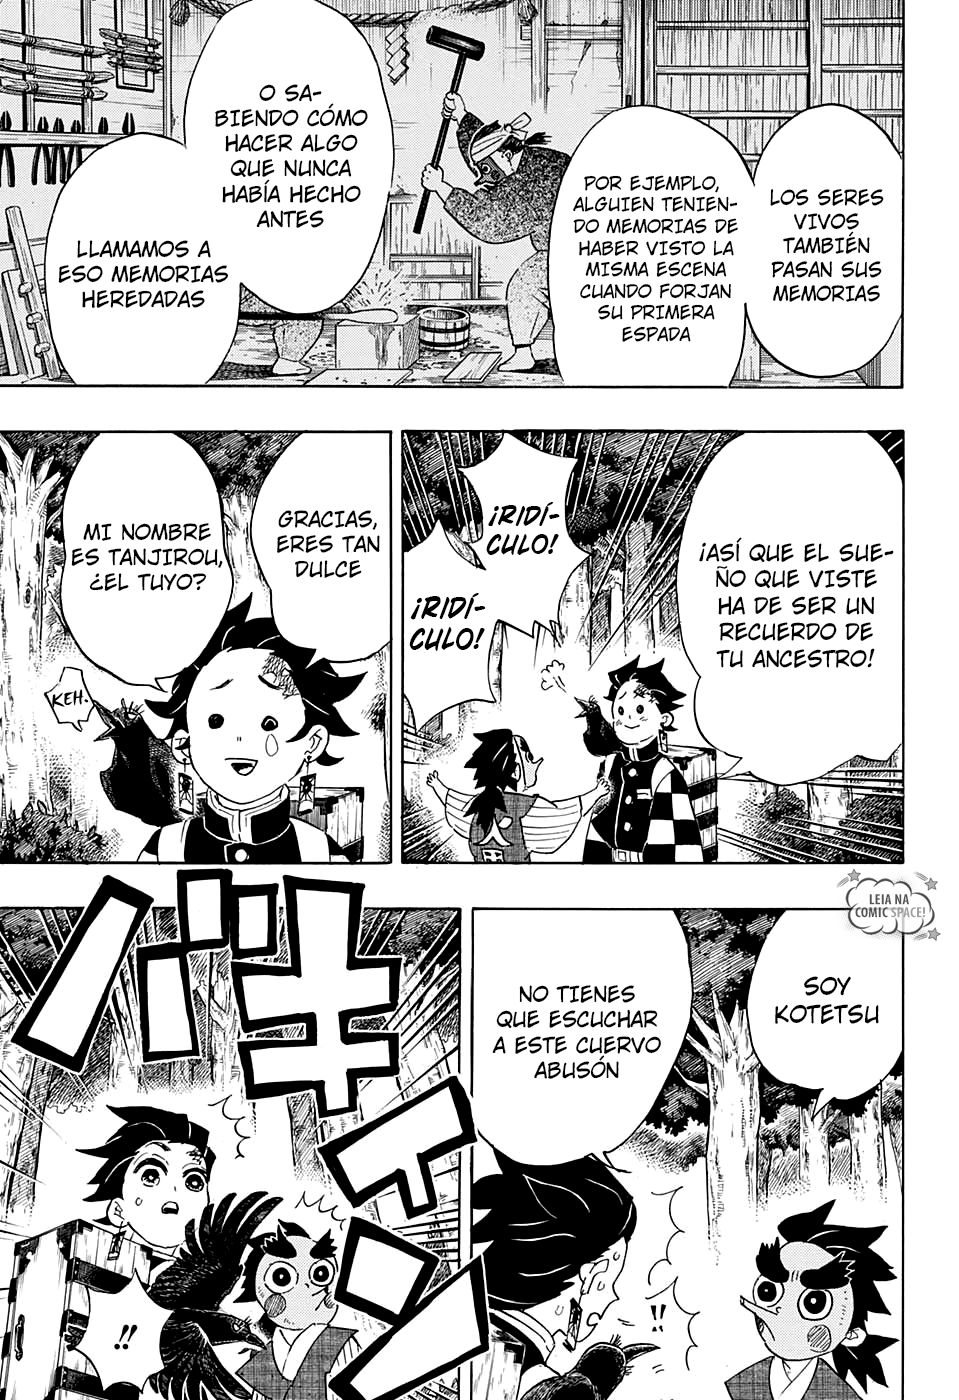 LOS SERES
VIVOS
TAMBIÉN
PASAN SUS
MEMORIAS
POR EJEMPLO,
ALGUIEN TENIEN-
DO MEMORIAS DE
HABER VISTO LA
MISMA ESCENA
CUANDO FORJAN
SU PRIMERA
ESPADA
O SA-
BIENDO CÓMO
HACER ALGO
QUE NUNCA
HABÍA HECHO
ANTES
LLAMAMOS A
ESO MEMORIAS
HEREDADAS
¡ASÍ QUE EL SUE-
ÑO QUE VISTE
HA DE SER UN
RECUERDO DE
TU ANCESTRO!
¡RIDÍ-
CULO!
¡RIDÍ-
CULO!
GRACIAS,
ERES TAN
DULCE
MI NOMBRE
ES TANJIROU,
¿EL TUYO?
KEH.
LEIA NA
COMIC SPACE!
SOY
KOTETSU
NO TIENES
QUE ESCUCHAR
A ESTE CUERVO
ABUSÓN
!!
バキ
ーン
!!